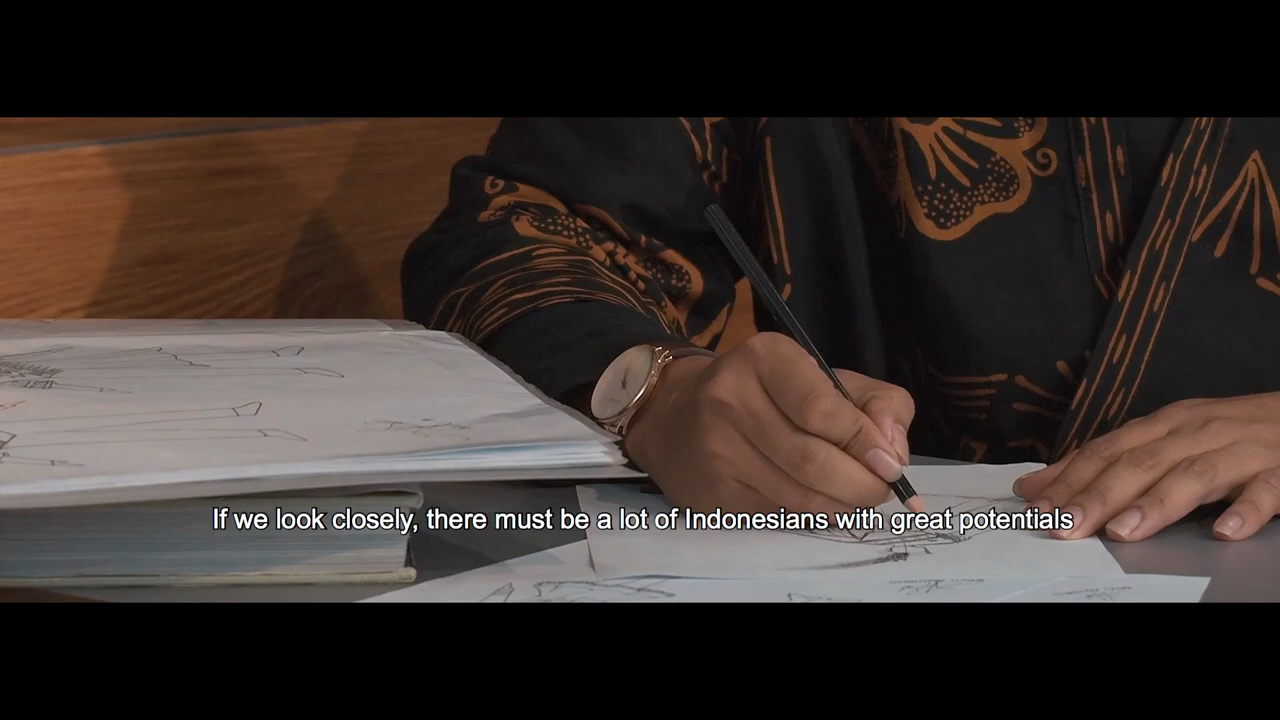 If we look closely, there must be a lot of Indonesians with great potentials